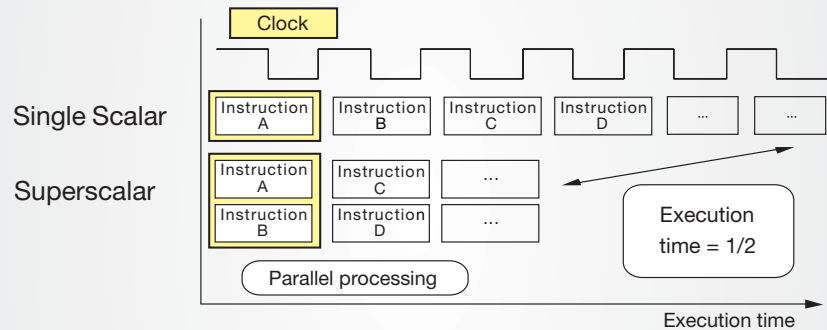 Clock
Single Scalar
Instruction
A
Instruction
B
Instruction
C
Instruction
D
...
...
Superscalar
Instruction
A
Instruction
C
...
Instruction
B
Instruction
D
...
Execution
time = 1/2
Parallel processing
Execution time